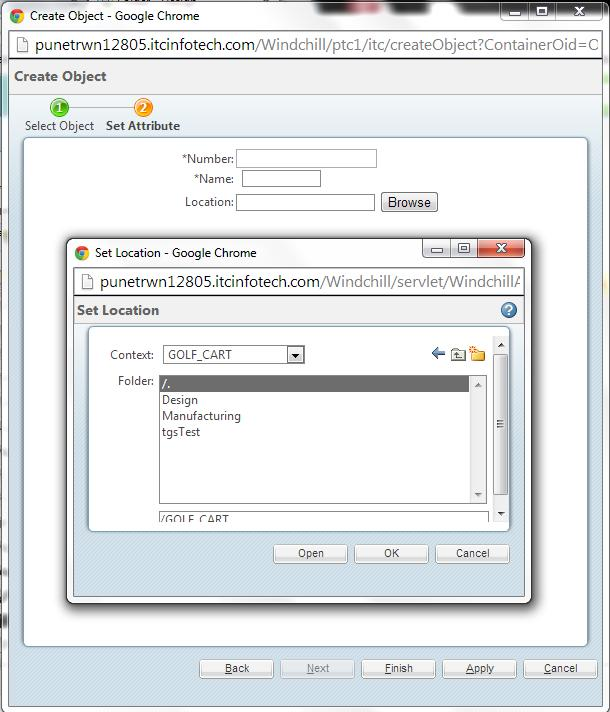 Create Object - Google Chrome
punetrwn12805.itcinfotech.com/Windchill/ptc1/itc/createObject?ContainerOid=O
Create Object
1 2
Select Object Set Attribute
*Number:
*Name:
Location: Browse
Set Location - Google Chrome
punetrwn12805.itcinfotech.com/Windchill/servlet/WindchillA
Set Location ?
Context: GOLF_CART
Folder: /.
Design
Manufacturing
tgsTest
/GOLF_CART
Open OK Cancel
Back Next Finish Apply Cancel